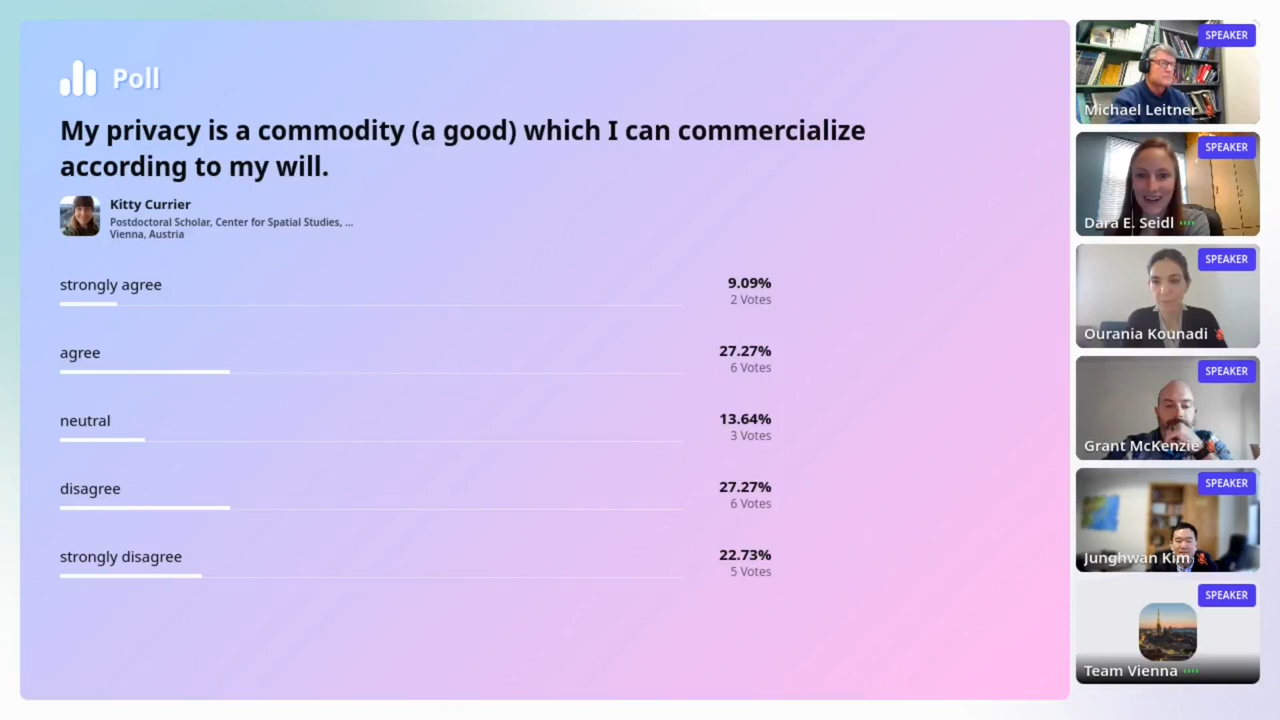 Poll
My privacy is a commodity (a good) which I can commercialize
according to my will.
Kitty Currier
Postdoctoral Scholar, Center for Spatial Studies, ...
Vienna, Austria
strongly agree
9.09%
2 Votes
agree
27.27%
6 Votes
neutral
13.64%
3 Votes
disagree
27.27%
6 Votes
strongly disagree
22.73%
5 Votes
SPEAKER
Michael Leitner
SPEAKER
Dara E. Seidl
SPEAKER
Ourania Kounadi
SPEAKER
Grant McKenzie
SPEAKER
Junghwan Kim
SPEAKER
Team Vienna